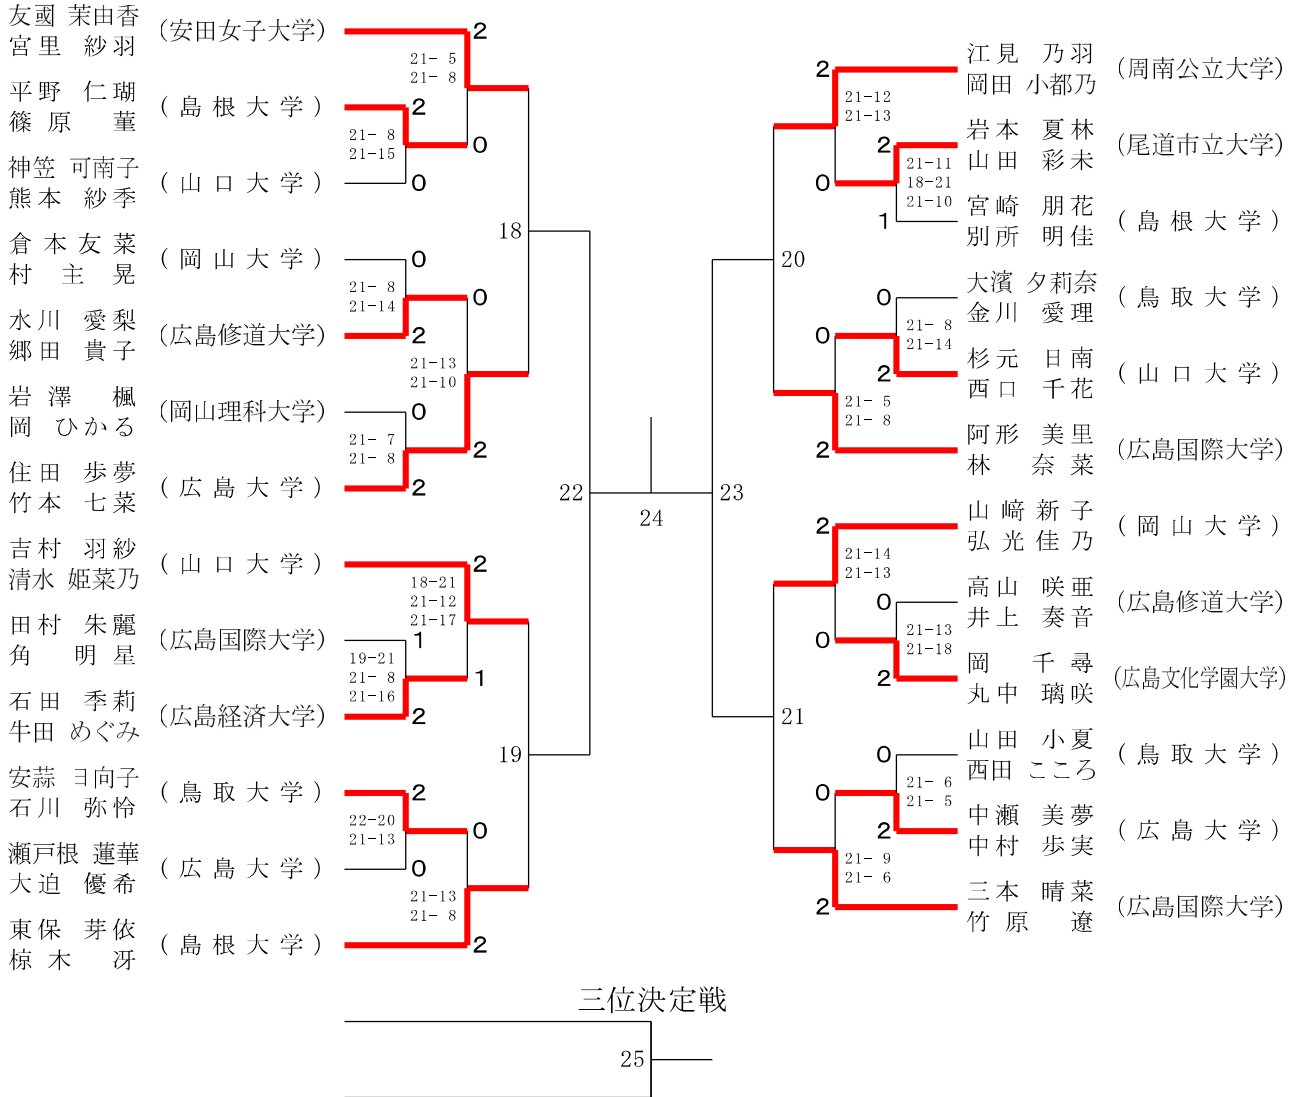 友國 茉由香
宮里 紗羽
(安田女子大学)
2
21- 5
21- 8
平野 仁瑚
篠原 菫
(島根大学)
2
21- 8
21-15
0
神笠 可南子
熊本 紗季
(山口大学)
0
18
倉本友菜
村主 晃
(岡山大学)
0
21- 8
21-14
0
水川 愛梨
郷田 貴子
(広島修道大学)
2
21-13
21-10
岩澤 楓
岡 ひかる
(岡山理科大学)
0
21- 7
21- 8
2
住田 歩夢
竹本 七菜
(広島大学)
2
22
吉村 羽紗
清水 姫菜乃
(山口大学)
2
18-21
21-12
21-17
田村 朱麗
角 明星
(広島国際大学)
1
19-21
21- 8
21-16
1
石田 季莉
牛田 めぐみ
(広島経済大学)
2
19
安蒜 日向子
石川 弥怜
(鳥取大学)
2
22-20
21-13
0
瀬戸根 蓮華
大迫 優希
(広島大学)
0
21-13
21- 8
東保 芽依
椋木 冴
(島根大学)
2
24
江見 乃羽
岡田 小都乃
(周南公立大学)
2
21-12
21-13
岩本 夏林
山田 彩未
(尾道市立大学)
2
21-11
18-21
21-10
0
宮崎 朋花
別所 明佳
(島根大学)
1
20
大濱 夕莉奈
金川 愛理
(鳥取大学)
0
21- 8
21-14
0
杉元 日南
西口 千花
(山口大学)
2
21- 5
21- 8
阿形 美里
林 奈菜
(広島国際大学)
2
23
山﨑新子
弘光佳乃
(岡山大学)
2
21-14
21-13
高山 咲亜
井上 奏音
(広島修道大学)
0
21-13
21-18
0
岡 千尋
丸中 璃咲
(広島文化学園大学)
2
21
山田 小夏
西田 こころ
(鳥取大学)
0
21- 6
21- 5
0
中瀬 美夢
中村 歩実
(広島大学)
2
21- 9
21- 6
三本 晴菜
竹原 遼
(広島国際大学)
2
三位決定戦
25